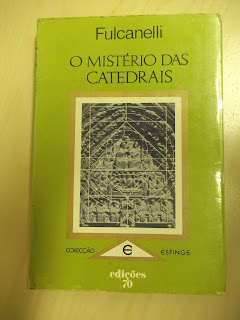 Fulcanelli
O MISTÉRIO DAS
CATEDRAIS
COLECÇÃO Є ESFINGE
edições
70